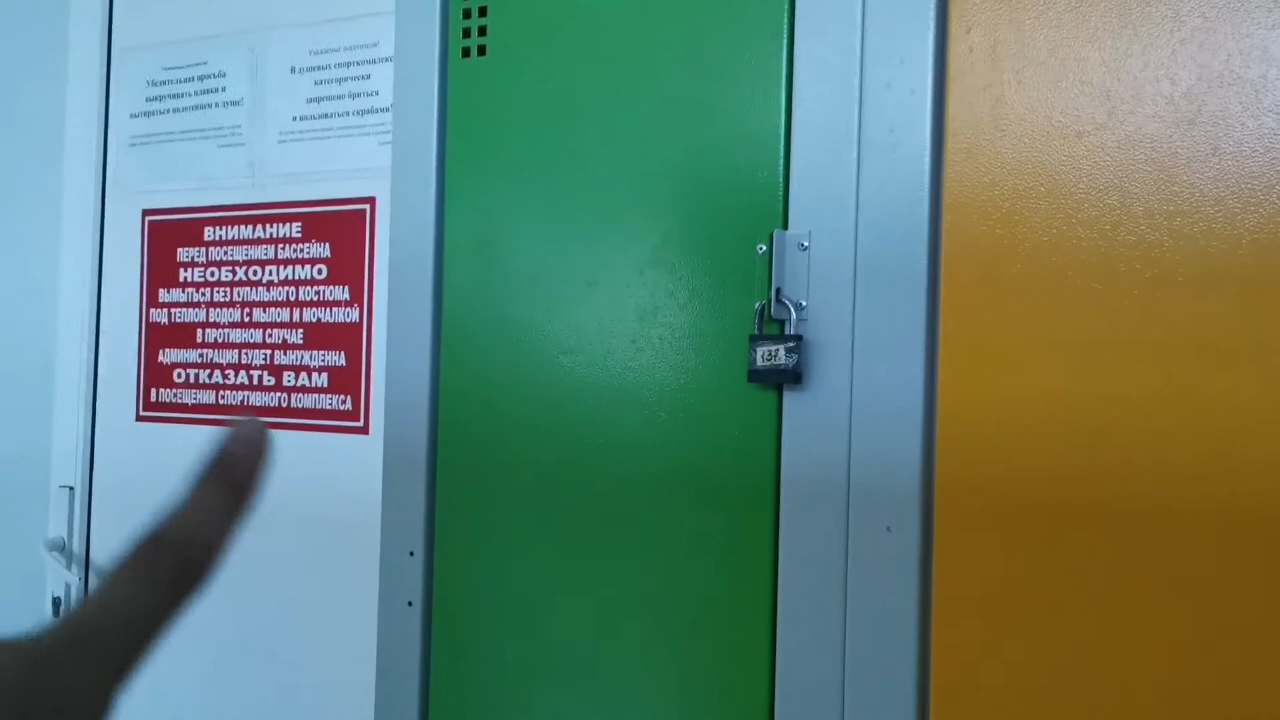 Уважаемые посетители!
Убедительная просьба
выкручивать плавки и
вытираться полотенцем в душе!
Уважаемые посетители!
В душевых спорткомплекс
категорически
запрещено бриться
и пользоваться скрабами!
ВНИМАНИЕ
ПЕРЕД ПОСЕЩЕНИЕМ БАССЕЙНА
НЕОБХОДИМО
ВЫМЫТЬСЯ БЕЗ КУПАЛЬНОГО КОСТЮМА
ПОД ТЕПЛОЙ ВОДОЙ С МЫЛОМ И МОЧАЛКОЙ
В ПРОТИВНОМ СЛУЧАЕ
АДМИНИСТРАЦИЯ БУДЕТ ВЫНУЖДЕННА
ОТКАЗАТЬ ВАМ
В ПОСЕЩЕНИИ СПОРТИВНОГО КОМПЛЕКСА
137